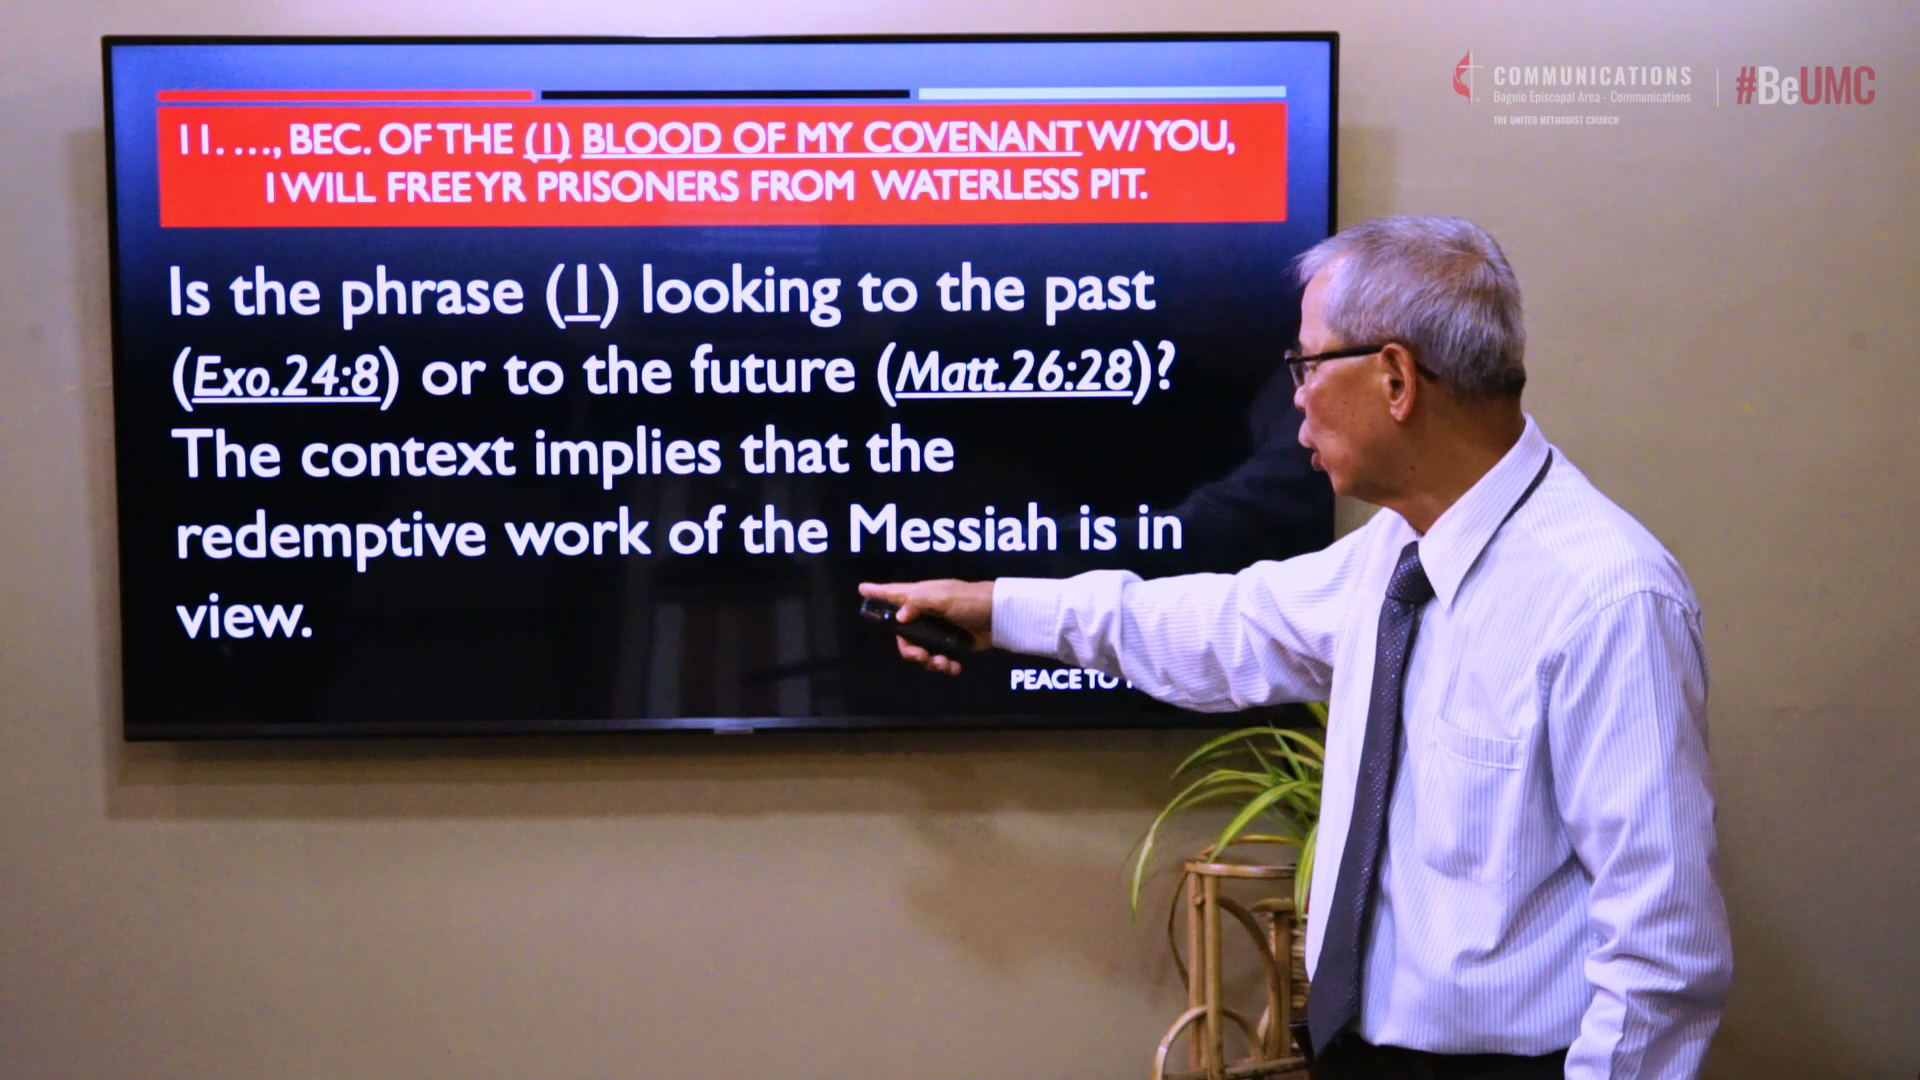 11. ..., BEC. OF THE (1) BLOOD OF MY COVENANT W/ YOU,
I WILL FREE YR PRISONERS FROM WATERLESS PIT.
Is the phrase (1) looking to the past
(Exo.24:8) or to the future (Matt.26:28)?
The context implies that the
redemptive work of the Messiah is in
view.
PEACE TO
COMMUNICATIONS
Baguio Episcopal Area - Communications
THE UNITED METHODIST CHURCH
#BeUMC